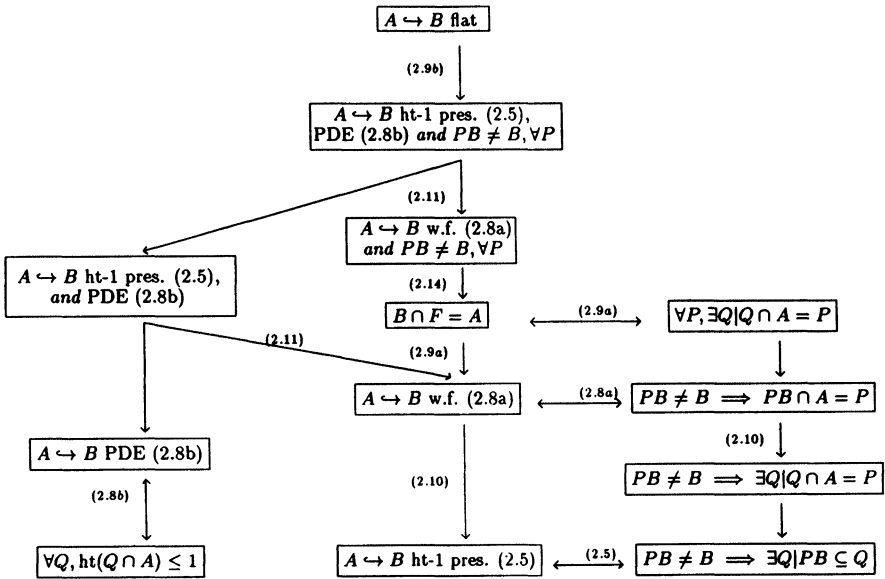 A ↪ B flat
(2.9b)
A ↪ B ht-1 pres. (2.5),
PDE (2.8b) and PB ≠ B, ∀P
(2.11)
A ↪ B w.f. (2.8a)
and PB ≠ B, ∀P
A ↪ B ht-1 pres. (2.5),
and PDE (2.8b)
(2.14)
B ∩ F = A
(2.9a)
∀P, ∃Q|Q ∩ A = P
(2.11)
(2.9a)
A ↪ B w.f. (2.8a)
(2.8a)
PB ≠ B ⟹ PB ∩ A = P
(2.10)
A ↪ B PDE (2.8b)
PB ≠ B ⟹ ∃Q|Q ∩ A = P
(2.8b)
(2.10)
∀Q, ht(Q ∩ A) ≤ 1
A ↪ B ht-1 pres. (2.5)
(2.5)
PB ≠ B ⟹ ∃Q|PB ⊆ Q